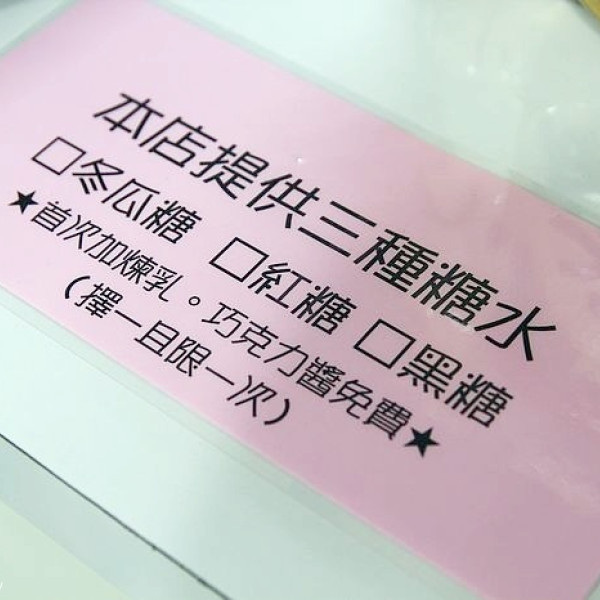 本店提供三種糖水
□冬瓜糖 □紅糖 □黑糖
★首次加煉乳。巧克力醬免費★
(擇一且限一次)